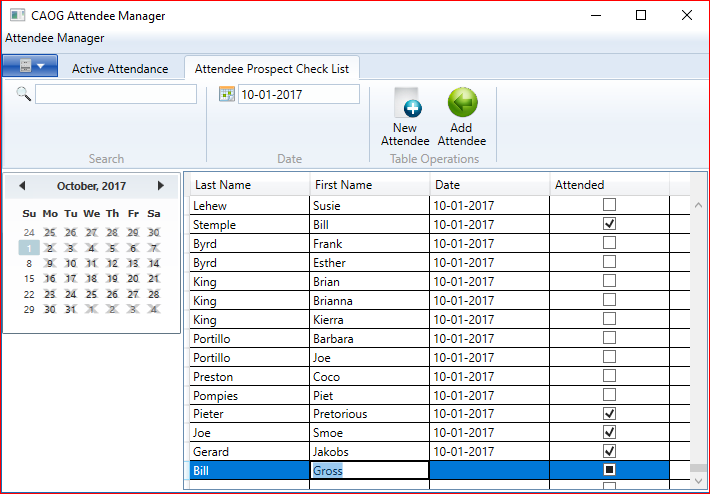 CAOG Attendee Manager
Attendee Manager
Active Attendance
Attendee Prospect Check List
10-01-2017
New Attendee
Add Attendee
Search
Date
Table Operations
October, 2017
Su Mo Tu We Th Fr Sa
24 25 26 27 28 29 30
1 2 3 4 5 6 7
8 9 10 11 12 13 14
15 16 17 18 19 20 21
22 23 24 25 26 27 28
29 30 31 1 2 3 4
Last Name First Name Date Attended
Lehew Susie 10-01-2017
Stemple Bill 10-01-2017
Byrd Frank 10-01-2017
Byrd Esther 10-01-2017
King Brian 10-01-2017
King Brianna 10-01-2017
King Kierra 10-01-2017
Portillo Barbara 10-01-2017
Portillo Joe 10-01-2017
Preston Coco 10-01-2017
Pompies Piet 10-01-2017
Pieter Pretorious 10-01-2017
Joe Smoe 10-01-2017
Gerard Jakobs 10-01-2017
Bill Gross